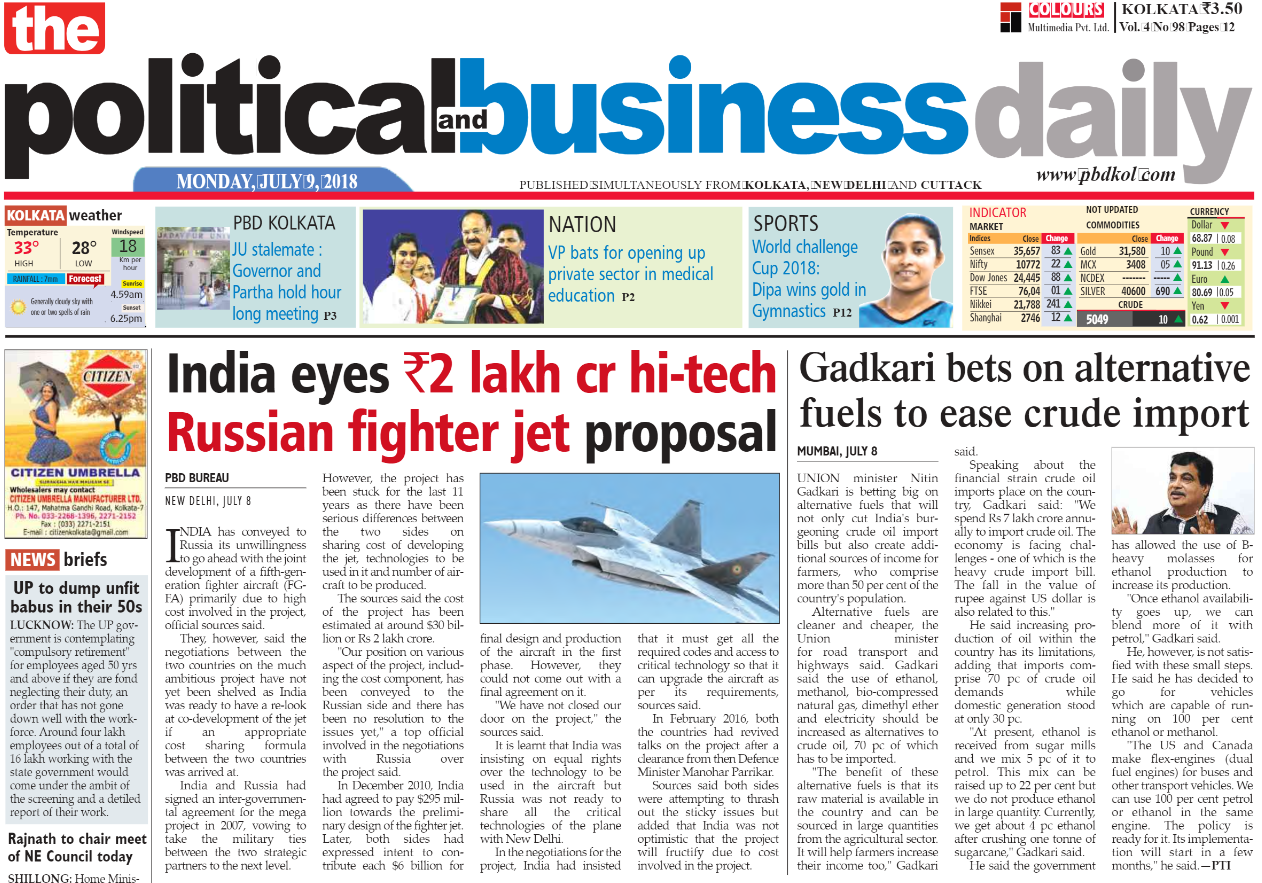 the
COLOURS
Multimedia Pvt. Ltd.
KOLKATA ₹3.50
Vol. 4 No 98 Pages 12
political and business daily
MONDAY, JULY 9, 2018
PUBLISHED SIMULTANEOUSLY FROM KOLKATA, NEW DELHI AND CUTTACK
www pbdkol com
KOLKATA weather
Temperature
33° 28°
HIGH LOW
Windspeed
18
Km per
hour
RAINFALL : 7mm Forecast
Generally cloudy sky with
one or two spells of rain
Sunrise
4.59am
Sunset
6.25pm
PBD KOLKATA
JU stalemate :
Governor and
Partha hold hour
long meeting P3
NATION
VP bats for opening up
private sector in medical
education P2
SPORTS
World challenge
Cup 2018:
Dipa wins gold in
Gymnastics P12
INDICATOR
MARKET
Indices Close Change
Sensex 35,657 83
Nifty 10772 22
Dow Jones 24,445 88
FTSE 76,04 01
Nikkei 21,788 241
Shanghai 2746 12
NOT UPDATED
COMMODITIES
Close Change
Gold 31,580 10
MCX 3408 05
NCDEX ------- -----
SILVER 40600 690
CRUDE
5049 10
CURRENCY
Dollar
68.87 0.08
Pound
91.13 0.26
Euro
80.69 0.05
Yen
0.62 0.001
CITIZEN
CITIZEN UMBRELLA
Wholesalers may contact
CITIZEN UMBRELLA MANUFACTURER LTD.
H.O.: 147, Mahatma Gandhi Road, Kolkata-7
Ph. No. 033-2268-1396, 2271-2152
Fax : (033) 2271-2151
E-mail : citizenkolkata@gmail.com
NEWS briefs
UP to dump unfit
babus in their 50s
LUCKNOW: The UP gov-
ernment is contemplating
"compulsory retirement"
for employees aged 50 yrs
and above if they are fond
neglecting their duty, an
order that has not gone
down well with the work-
force. Around four lakh
employees out of a total of
16 lakh working with the
state government would
come under the ambit of
the screening and a detiled
report of their work.
Rajnath to chair meet
of NE Council today
SHILLONG: Home Minis-
India eyes ₹2 lakh cr hi-tech
Russian fighter jet proposal
PBD BUREAU
NEW DELHI, JULY 8
INDIA has conveyed to
Russia its unwillingness
to go ahead with the joint
development of a fifth-gen-
eration fighter aircraft (FG-
FA) primarily due to high
cost involved in the project,
official sources said.
They, however, said the
negotiations between the
two countries on the much
ambitious project have not
yet been shelved as India
was ready to have a re-look
at co-development of the jet
if an appropriate
cost sharing formula
between the two countries
was arrived at.
India and Russia had
signed an inter-governmen-
tal agreement for the mega
project in 2007, vowing to
take the military ties
between the two strategic
partners to the next level.
However, the project has
been stuck for the last 11
years as there have been
serious differences between
the two sides on
sharing cost of developing
the jet, technologies to be
used in it and number of air-
craft to be produced.
The sources said the cost
of the project has been
estimated at around $30 bil-
lion or Rs 2 lakh crore.
"Our position on various
aspect of the project, includ-
ing the cost component, has
been conveyed to the
Russian side and there has
been no resolution to the
issues yet," a top official
involved in the negotiations
with Russia over
the project said.
In December 2010, India
had agreed to pay $295 mil-
lion towards the prelimi-
nary design of the fighter jet.
Later, both sides had
expressed intent to con-
tribute each $6 billion for
final design and production
of the aircraft in the first
phase. However, they
could not come out with a
final agreement on it.
"We have not closed our
door on the project," the
sources said.
It is learnt that India was
insisting on equal rights
over the technology to be
used in the aircraft but
Russia was not ready to
share all the critical
technologies of the plane
with New Delhi.
In the negotiations for the
project, India had insisted
that it must get all the
required codes and access to
critical technology so that it
can upgrade the aircraft as
per its requirements,
sources said.
In February 2016, both
the countries had revived
talks on the project after a
clearance from then Defence
Minister Manohar Parrikar.
Sources said both sides
were attempting to thrash
out the sticky issues but
added that India was not
optimistic that the project
will fructify due to cost
involved in the project.
Gadkari bets on alternative
fuels to ease crude import
MUMBAI, JULY 8
UNION minister Nitin
Gadkari is betting big on
alternative fuels that will
not only cut India's bur-
geoning crude oil import
bills but also create addi-
tional sources of income for
farmers, who comprise
more than 50 per cent of the
country's population.
Alternative fuels are
cleaner and cheaper, the
Union minister
for road transport and
highways said. Gadkari
said the use of ethanol,
methanol, bio-compressed
natural gas, dimethyl ether
and electricity should be
increased as alternatives to
crude oil, 70 pc of which
has to be imported.
"The benefit of these
alternative fuels is that its
raw material is available in
the country and can be
sourced in large quantities
from the agricultural sector.
It will help farmers increase
their income too," Gadkari
said.
Speaking about the
financial strain crude oil
imports place on the coun-
try, Gadkari said: "We
spend Rs 7 lakh crore annu-
ally to import crude oil. The
economy is facing chal-
lenges - one of which is the
heavy crude import bill.
The fall in the value of
rupee against US dollar is
also related to this."
He said increasing pro-
duction of oil within the
country has its limitations,
adding that imports com-
prise 70 pc of crude oil
demands while
domestic generation stood
at only 30 pc.
"At present, ethanol is
received from sugar mills
and we mix 5 pc of it to
petrol. This mix can be
raised up to 22 per cent but
we do not produce ethanol
in large quantity. Currently,
we get about 4 pc ethanol
after crushing one tonne of
sugarcane," Gadkari said.
He said the government
has allowed the use of B-
heavy molasses for
ethanol production to
increase its production.
"Once ethanol availabili-
ty goes up, we can
blend more of it with
petrol," Gadkari said.
He, however, is not satis-
fied with these small steps.
He said he has decided to
go for vehicles
which are capable of run-
ning on 100 per cent
ethanol or methanol.
"The US and Canada
make flex-engines (dual
fuel engines) for buses and
other transport vehicles. We
can use 100 per cent petrol
or ethanol in the same
engine. The policy is
ready for it. Its implementa-
tion will start in a few
months," he said. —PTI